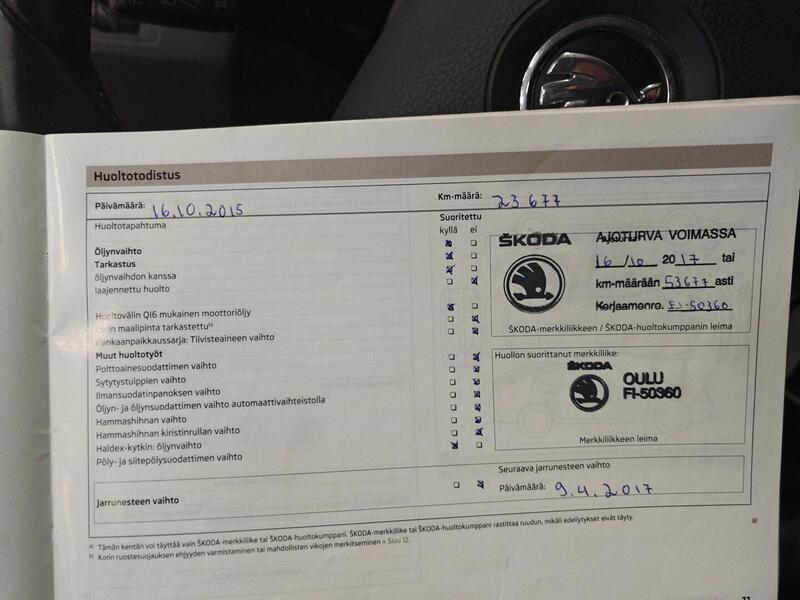 Huoltotodistus
Päivämäärä: 16.10.2015
Km-määrä: 23 677
Huoltotapahtuma
Suoritettu
kyllä ei
Öljynvaihto
Tarkastus
öljynvaihdon kanssa
laajennettu huolto
Huoltovälin QI6 mukainen moottoriöljy
maalipinta tarkastettu b)
Renkaanpaikkaussarja: Tiivisteaineen vaihto
Muut huoltotyöt
Polttoainesuodattimen vaihto
Sytytystulppien vaihto
Ilmansuodatinpanoksen vaihto
Öljyn- ja öljynsuodattimen vaihto automaattivaihteistolla
Hammashihnan vaihto
Hammashihnan kiristinrullan vaihto
Haldex-kytkin: öljynvaihto
Pöly- ja siitepölysuodattimen vaihto
Jarrunesteen vaihto
ŠKODA
AJOTURVA VOIMASSA
16/10 2017 tai
km-määrään 53677 asti
Korjaamonro. FI-50360
ŠKODA-merkkiliikkeen / ŠKODA-huoltokumppanin leima
Huollon suorittanut merkkiliike:
ŠKODA
OULU
FI-50360
Merkkiliikkeen leima
Seuraava jarrunesteen vaihto
Päivämäärä: 9.4.2017
a) Tämän kentän voi täyttää vain ŠKODA-merkkiliike tai ŠKODA-huoltokumppani. ŠKODA-merkkiliike tai ŠKODA-huoltokumppani rastittaa ruudun, mikäli edellytykset eivät täyty.
b) Korin ruostesuojauksen ehjyyden varmistaminen tai mahdollisten vikojen merkitseminen » Sivu 12.
11